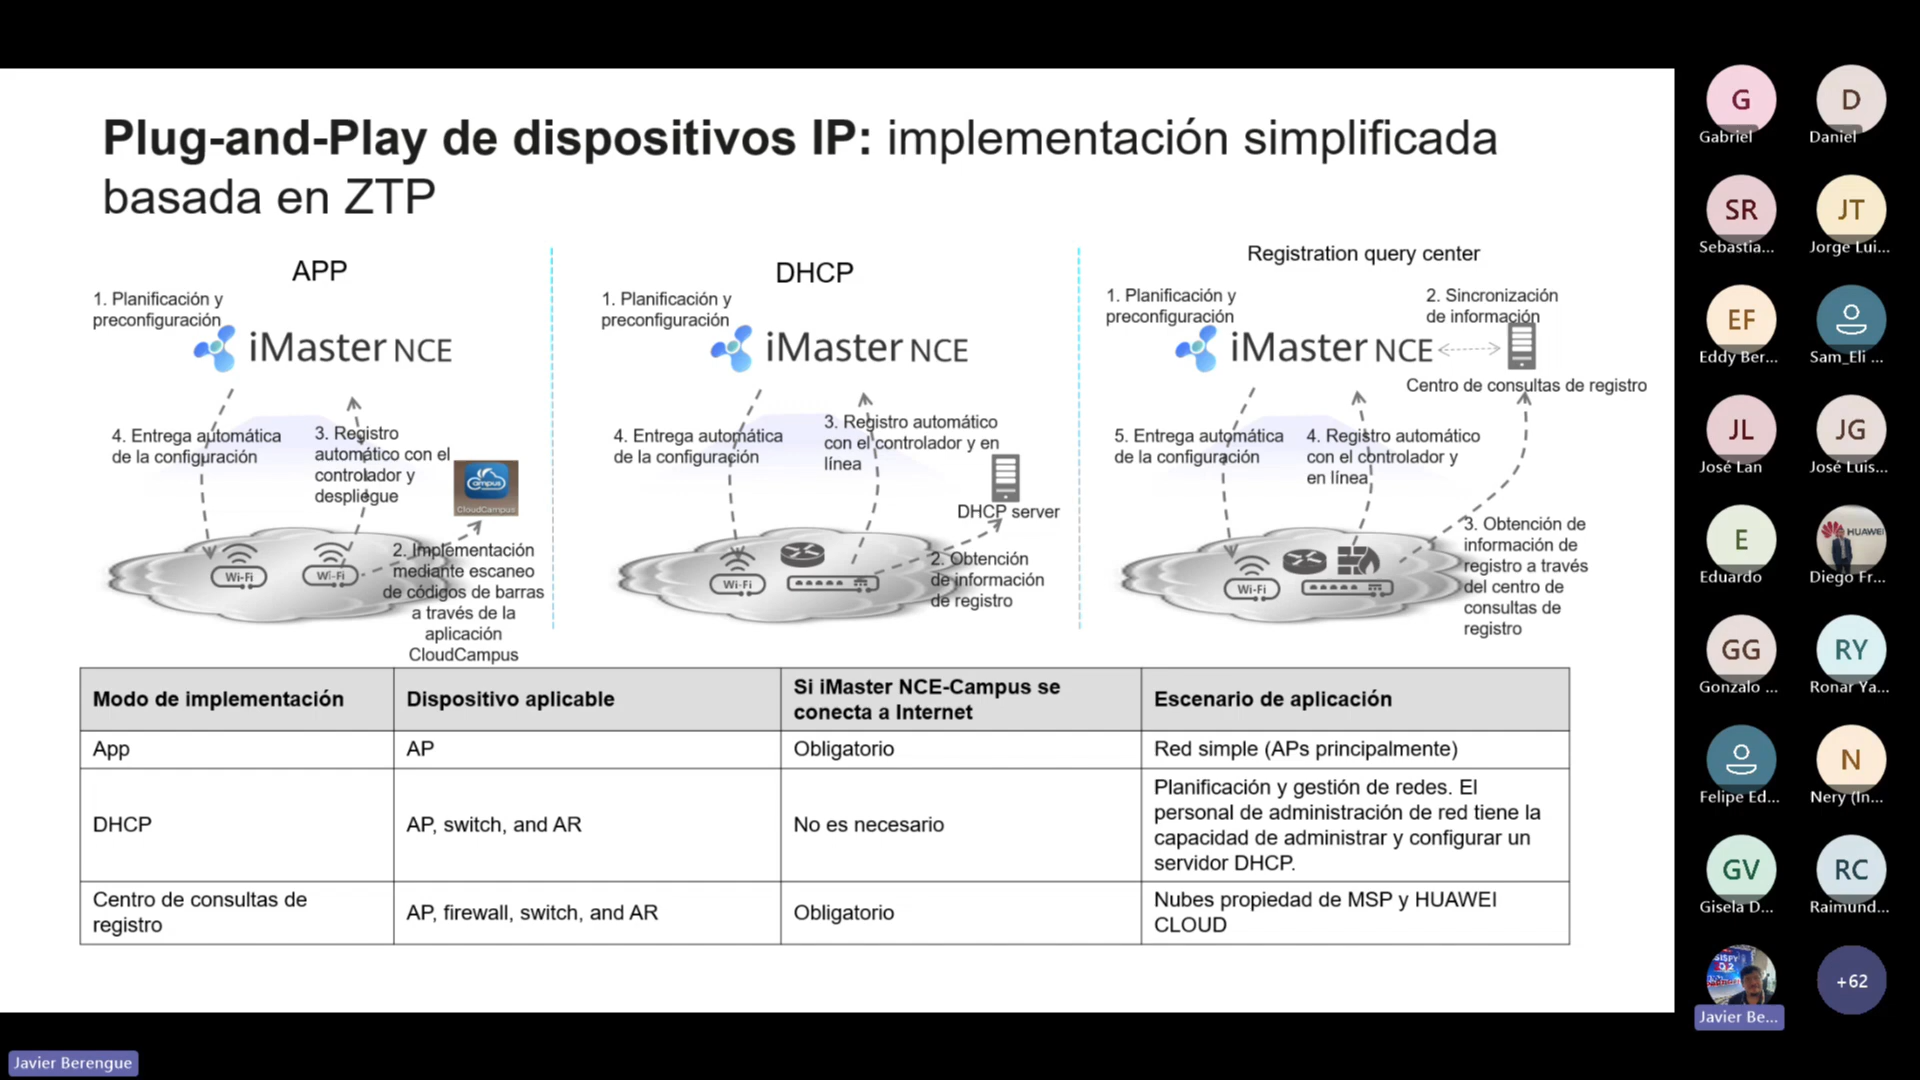 Plug-and-Play de dispositivos IP: implementación simplificada
basada en ZTP
APP
1. Planificación y
preconfiguración
iMaster NCE
4. Entrega automática
de la configuración
3. Registro
automático con el
controlador y
despliegue
campus
CloudCampus
Wi-Fi
Wi-Fi
2. Implementación
mediante escaneo
de códigos de barras
a través de la
aplicación
CloudCampus
DHCP
1. Planificación y
preconfiguración
iMaster NCE
4. Entrega automática
de la configuración
3. Registro automático
con el controlador y en
línea
DHCP server
Wi-Fi
2. Obtención
de información
de registro
Registration query center
1. Planificación y
preconfiguración
2. Sincronización
de información
iMaster NCE
Centro de consultas de registro
5. Entrega automática
de la configuración
4. Registro automático
con el controlador y
en línea
Wi-Fi
3. Obtención de
información de
registro a través
del centro de
consultas de
registro
Modo de implementación
Dispositivo aplicable
Si iMaster NCE-Campus se
conecta a Internet
Escenario de aplicación
App
AP
Obligatorio
Red simple (APs principalmente)
DHCP
AP, switch, and AR
No es necesario
Planificación y gestión de redes. El
personal de administración de red tiene la
capacidad de administrar y configurar un
servidor DHCP.
Centro de consultas de
registro
AP, firewall, switch, and AR
Obligatorio
Nubes propiedad de MSP y HUAWEI
CLOUD
G
Gabriel
D
Daniel
SR
Sebastia...
JT
Jorge Lui...
EF
Eddy Ber...
Sam_Eli ...
JL
José Lan
JG
José Luis...
E
Eduardo
HUAWEI
Diego Fr...
GG
Gonzalo ...
RY
Ronar Ya...
Felipe Ed...
N
Nery (In...
GV
Gisela D...
RC
Raimund...
Javier Be...
+62
Javier Berengue